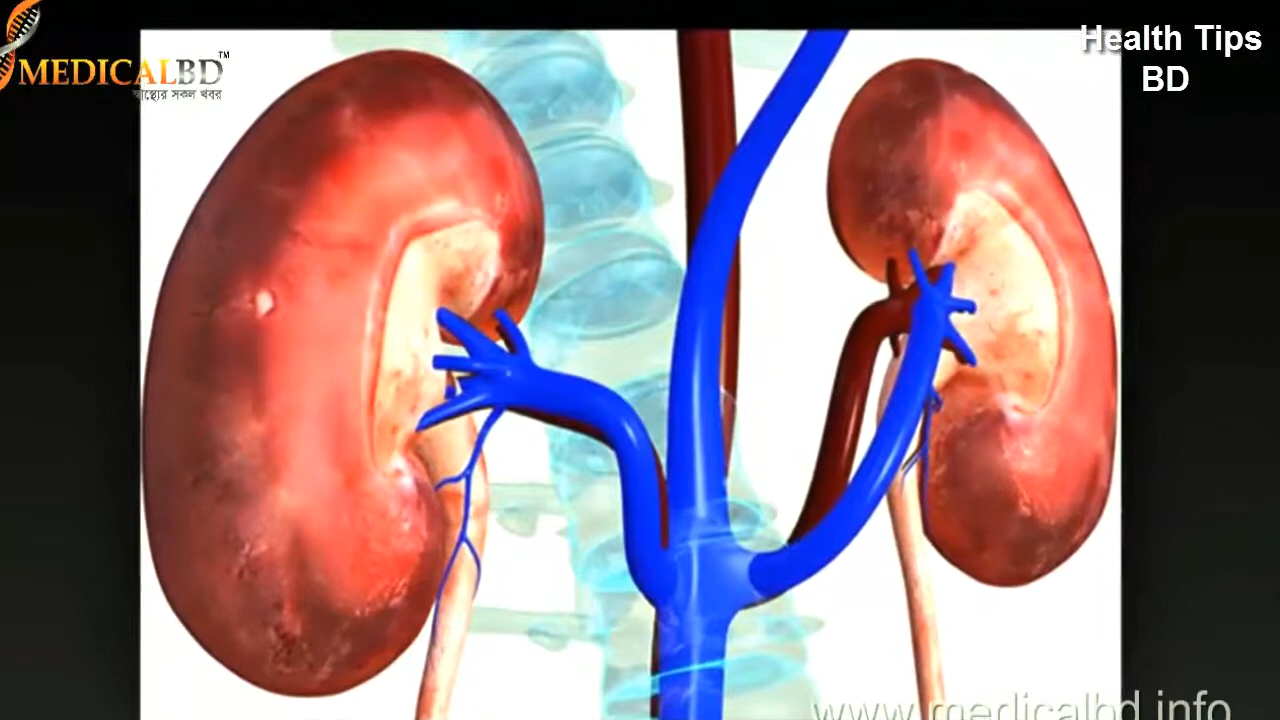 MEDICALBD™
স্বাস্থ্যের সকল খবর
Health Tips
BD
www.medicalbd.info